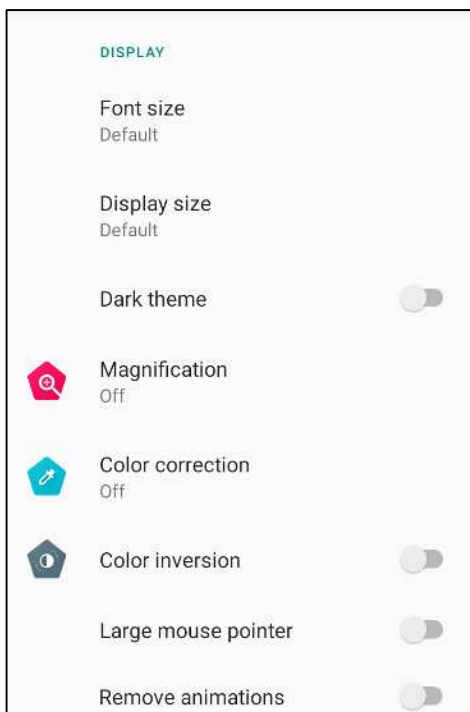 DISPLAY
Font size
Default
Display size
Default
Dark theme
Magnification
Off
Color correction
Off
Color inversion
Large mouse pointer
Remove animations